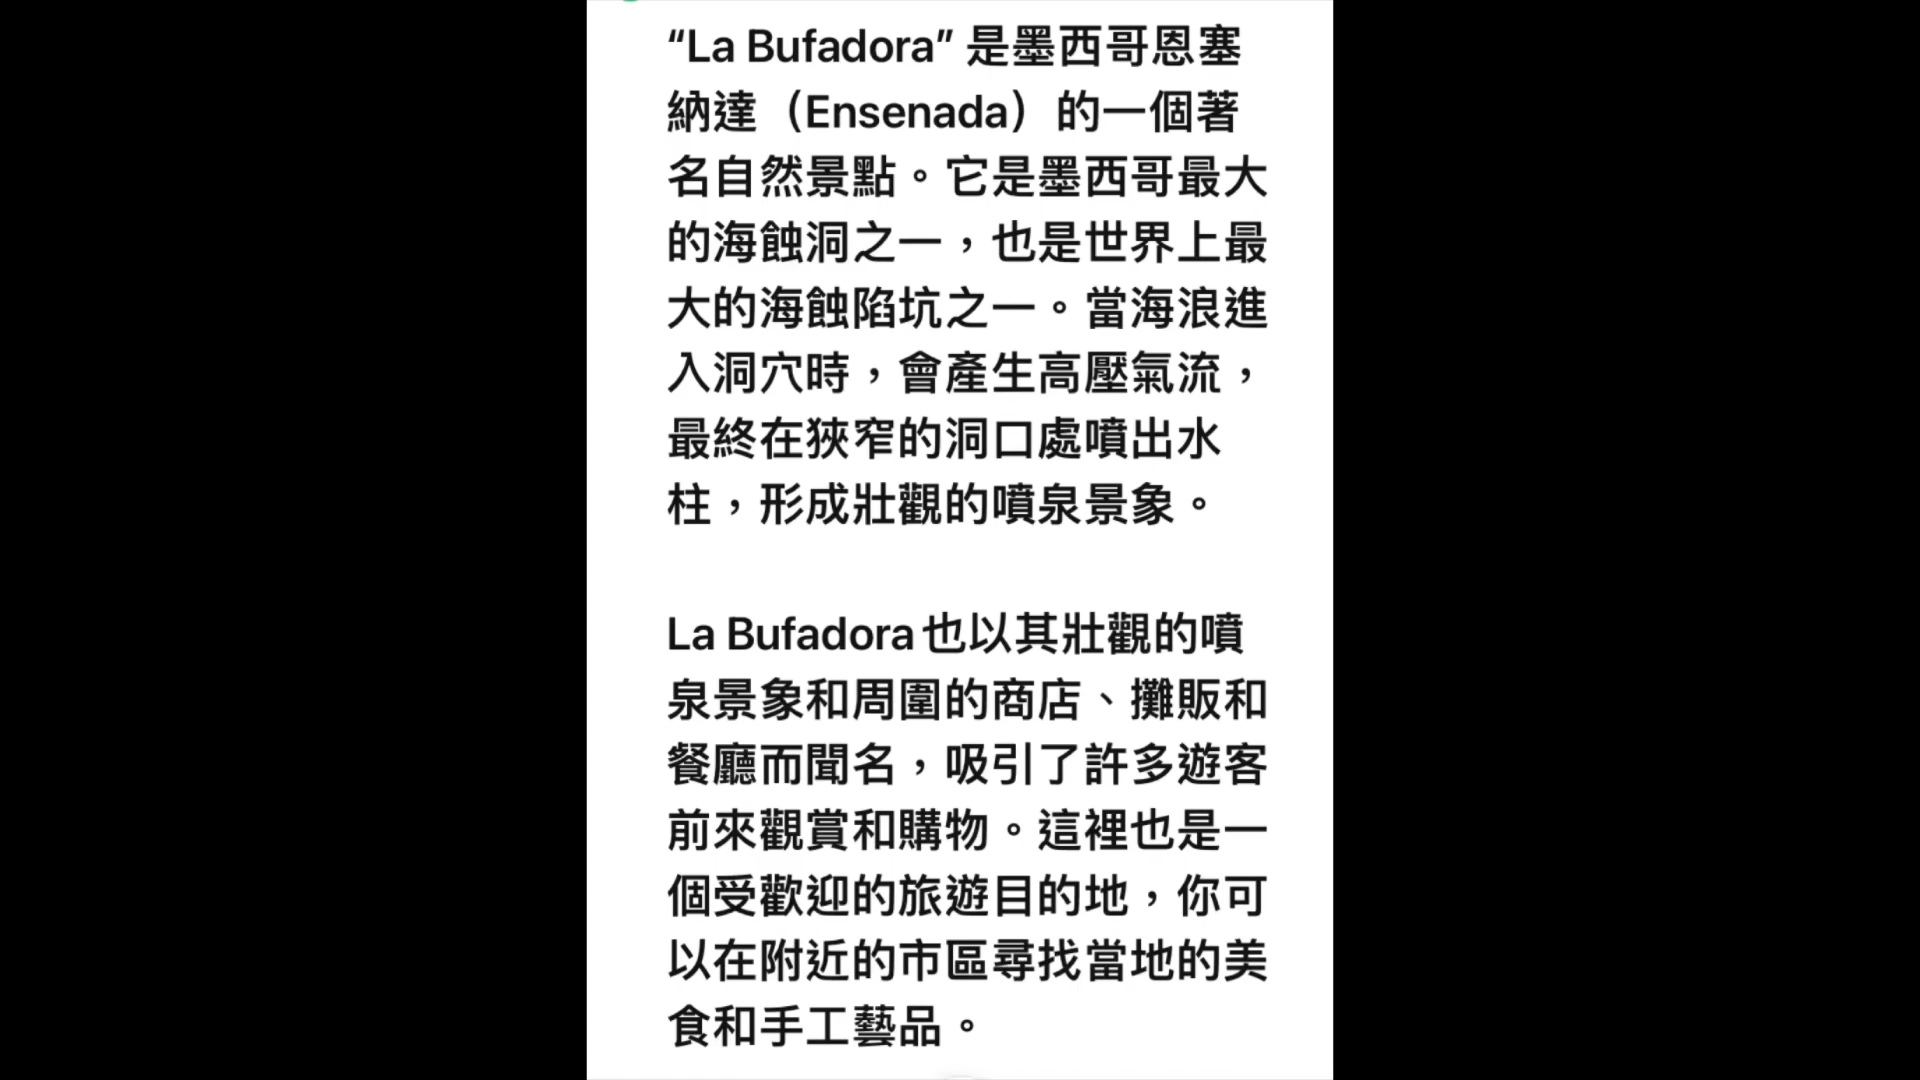 “La Bufadora” 是墨西哥恩塞
納達（Ensenada）的一個著
名自然景點。它是墨西哥最大
的海蝕洞之一，也是世界上最
大的海蝕陷坑之一。當海浪進
入洞穴時，會產生高壓氣流，
最終在狹窄的洞口處噴出水
柱，形成壯觀的噴泉景象。
La Bufadora也以其壯觀的噴
泉景象和周圍的商店、攤販和
餐廳而聞名，吸引了許多遊客
前來觀賞和購物。這裡也是一
個受歡迎的旅遊目的地，你可
以在附近的市區尋找當地的美
食和手工藝品。